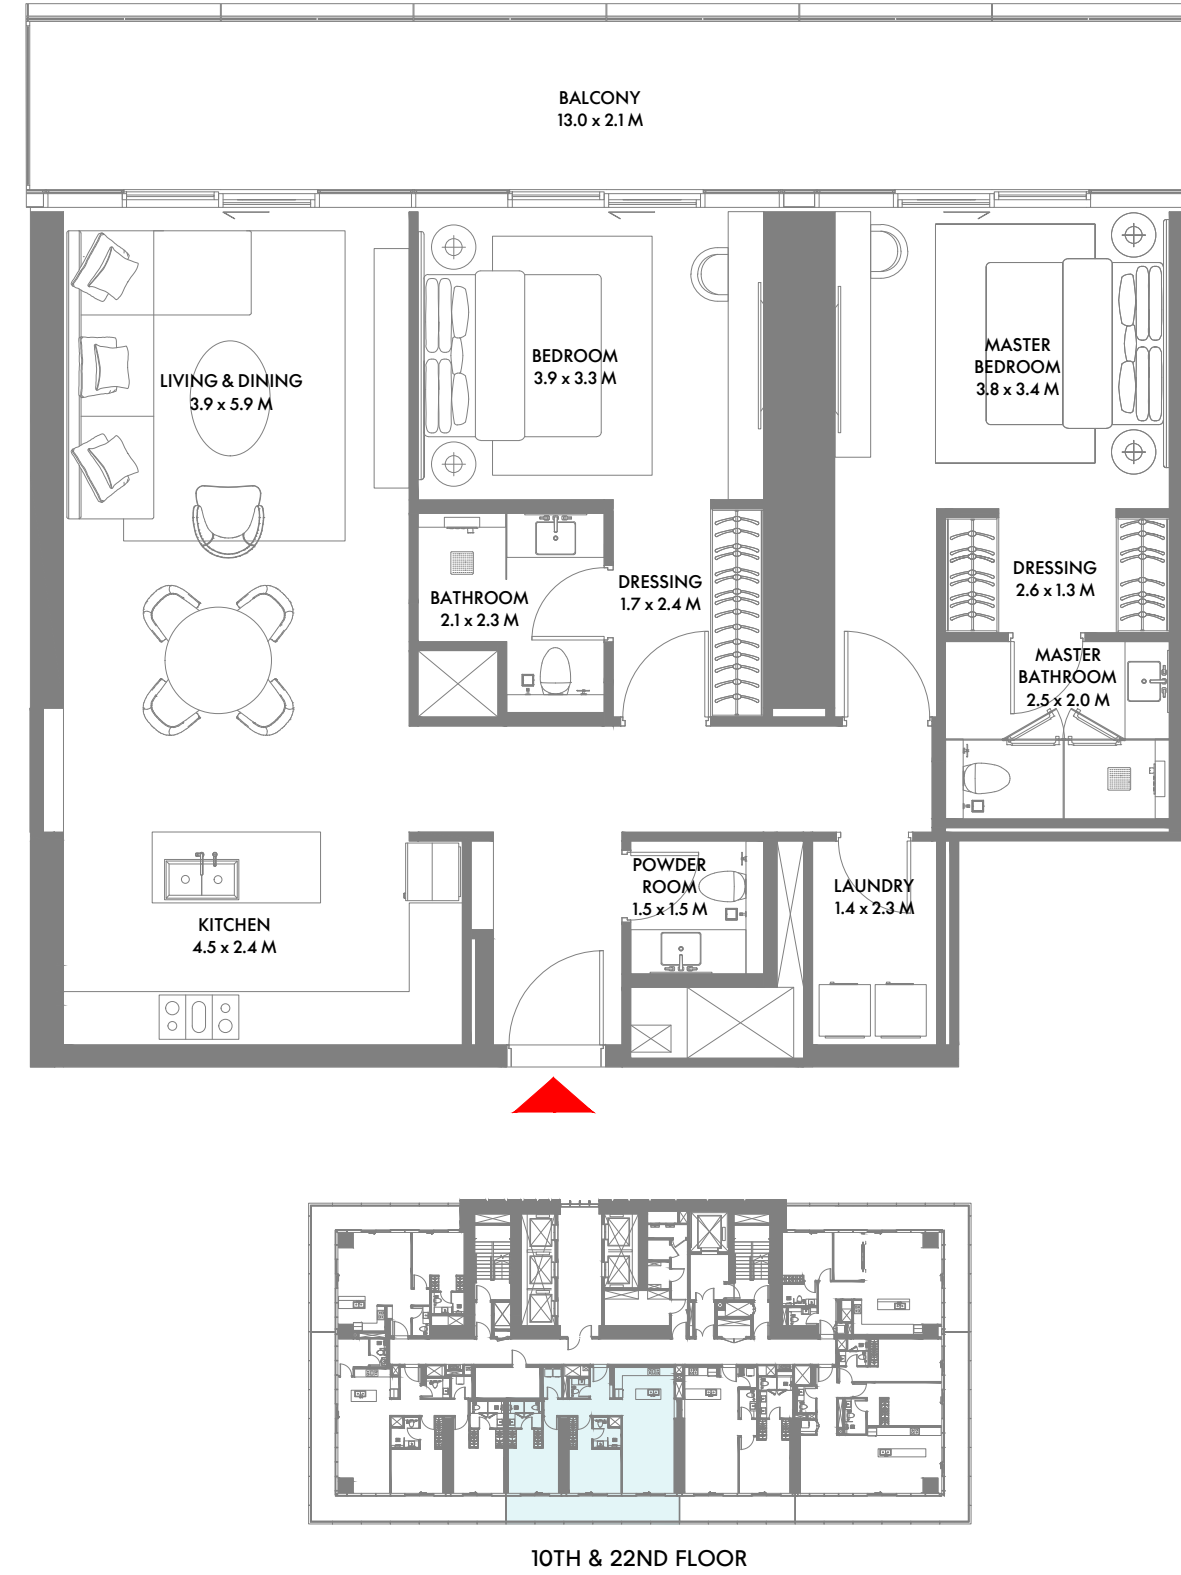 BALCONY
13.0 x 2.1 M
LIVING & DINING
3.9 x 5.9 M
BEDROOM
3.9 x 3.3 M
MASTER
BEDROOM
3.8 x 3.4 M
BATHROOM
2.1 x 2.3 M
DRESSING
1.7 x 2.4 M
DRESSING
2.6 x 1.3 M
MASTER
BATHROOM
2.5 x 2.0 M
KITCHEN
4.5 x 2.4 M
POWDER
ROOM
1.5 x 1.5 M
LAUNDRY
1.4 x 2.3 M
10TH & 22ND FLOOR